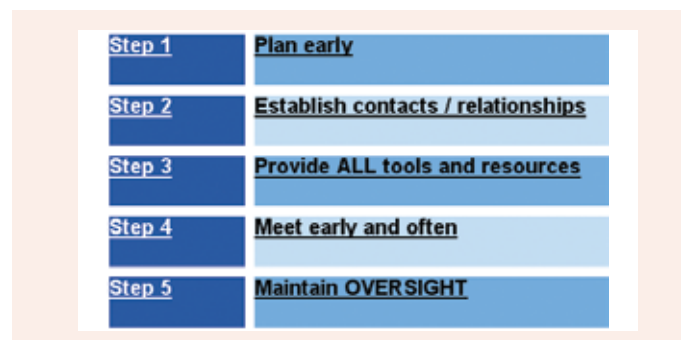 Step 1 Plan early
Step 2 Establish contacts / relationships
Step 3 Provide ALL tools and resources
Step 4 Meet early and often
Step 5 Maintain OVERSIGHT